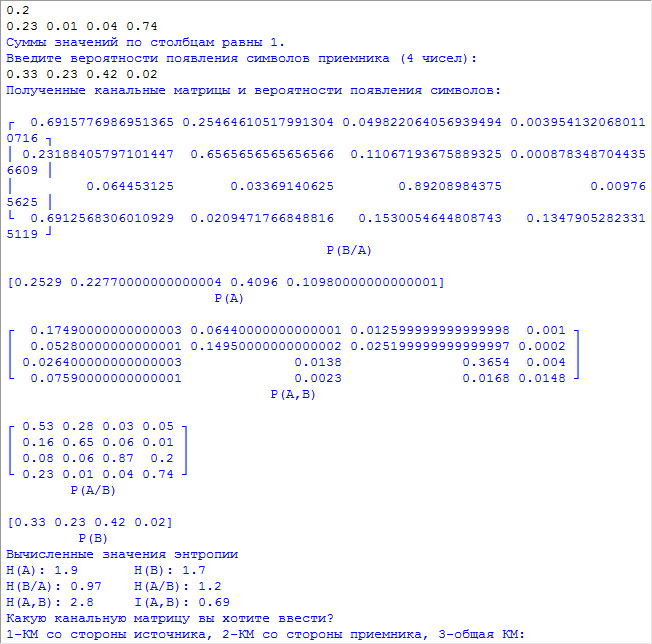 0.2
0.23 0.01 0.04 0.74
Суммы значений по столбцам равны 1.
Введите вероятности появления символов приемника (4 чисел):
0.33 0.23 0.42 0.02
Полученные канальные матрицы и вероятности появления символов:
┌  0.6915776986951365 0.25464610517991304 0.049822064056939494 0.003954132068011
0716 ┐
│ 0.23188405797101447  0.6565656565656566  0.11067193675889325 0.000878348704435
6609 │
│         0.064453125       0.03369140625        0.89208984375          0.00976
5625 │
└  0.6912568306010929  0.0209471766848816   0.1530054644808743   0.1347905282331
5119 ┘
P(B/A)
[0.2529 0.22770000000000004 0.4096 0.10980000000000001]
P(A)
┌  0.17490000000000003 0.06440000000000001 0.012599999999999998  0.001 ┐
│  0.05280000000000001 0.14950000000000002 0.025199999999999997 0.0002 │
│ 0.026400000000000003              0.0138               0.3654  0.004 │
└  0.07590000000000001              0.0023               0.0168 0.0148 ┘
P(A,B)
┌ 0.53 0.28 0.03 0.05 ┐
│ 0.16 0.65 0.06 0.01 │
│ 0.08 0.06 0.87  0.2 │
└ 0.23 0.01 0.04 0.74 ┘
P(A/B)
[0.33 0.23 0.42 0.02]
P(B)
Вычисленные значения энтропии
H(A): 1.9       H(B): 1.7
H(B/A): 0.97    H(A/B): 1.2
H(A,B): 2.8     I(A,B): 0.69
Какую канальную матрицу вы хотите ввести?
1-КМ со стороны источника, 2-КМ со стороны приемника, 3-общая КМ: